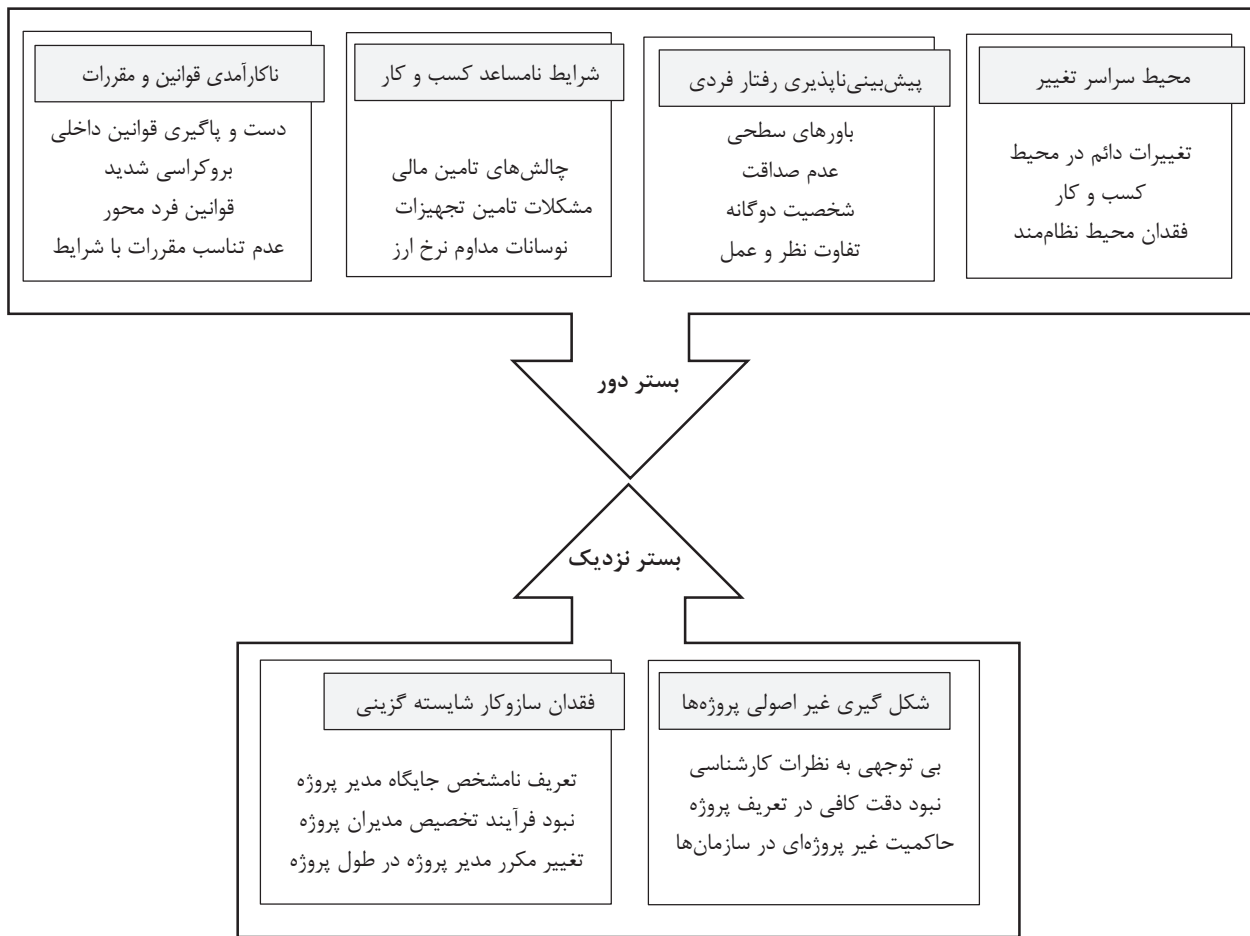 محیط سراسر تغییر
تغییرات دائم در محیط
کسب و کار
فقدان محیط نظام‌مند
پیش‌بینی‌ناپذیری رفتار فردی
باورهای سطحی
عدم صداقت
شخصیت دوگانه
تفاوت نظر و عمل
شرایط نامساعد کسب و کار
چالش‌های تامین مالی
مشکلات تامین تجهیزات
نوسانات مداوم نرخ ارز
ناکارآمدی قوانین و مقررات
دست و پاگیری قوانین داخلی
بروکراسی شدید
قوانین فرد محور
عدم تناسب مقررات با شرایط
بستر دور
بستر نزدیک
شکل گیری غیر اصولی پروژه‌ها
بی توجهی به نظرات کارشناسی
نبود دقت کافی در تعریف پروژه
حاکمیت غیر پروژه‌ای در سازمان‌ها
فقدان سازوکار شایسته گزینی
تعریف نامشخص جایگاه مدیر پروژه
نبود فرآیند تخصیص مدیران پروژه
تغییر مکرر مدیر پروژه در طول پروژه